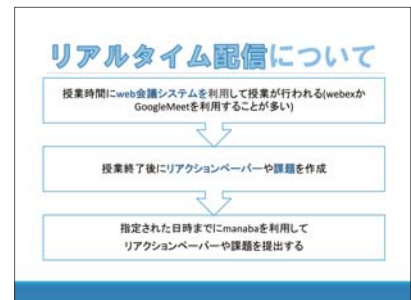 リアルタイム配信について
授業時間にweb会議システムを利用して授業が行われる(webexか
GoogleMeetを利用することが多い)
授業終了後にリアクションペーパーや課題を作成
指定された日時までにmanabaを利用して
リアクションペーパーや課題を提出する